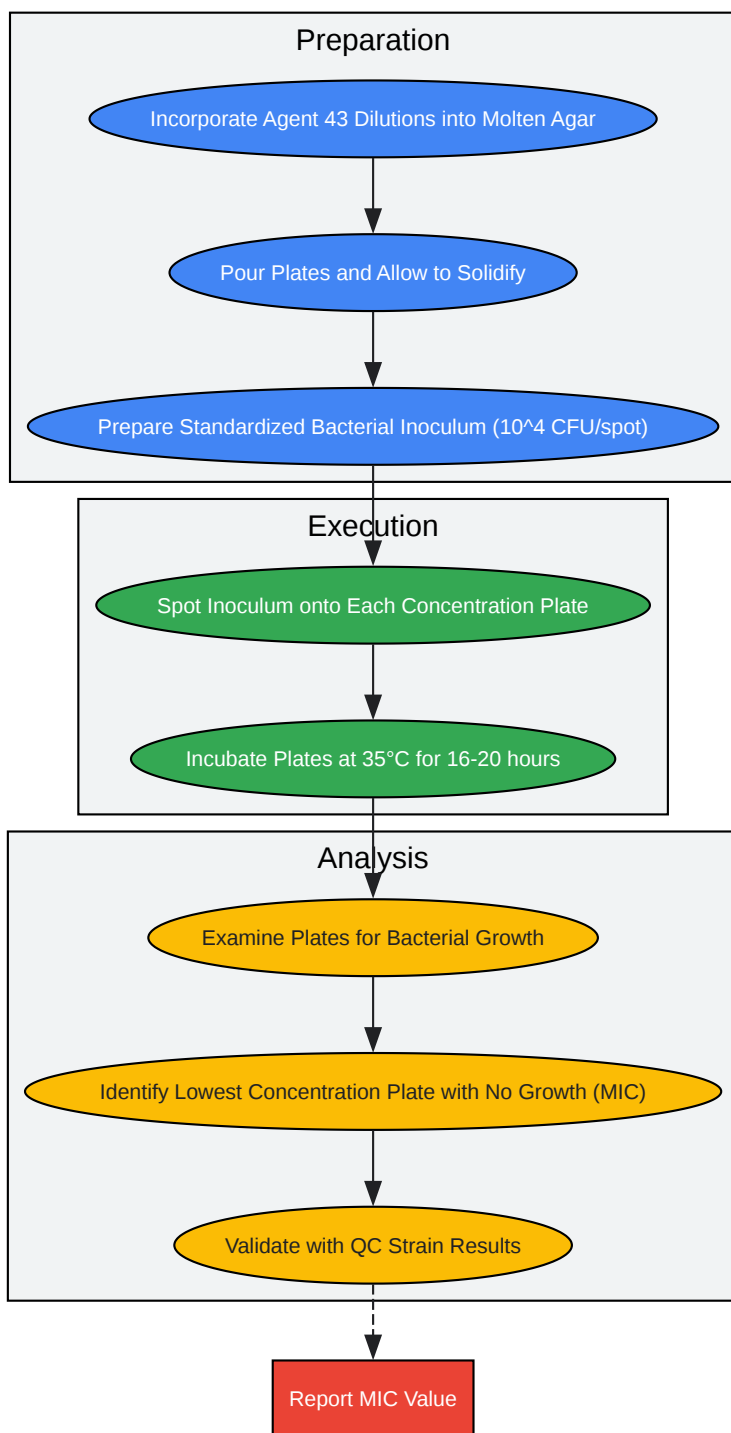 Preparation
Incorporate Agent 43 Dilutions into Molten Agar
Pour Plates and Allow to Solidify
Prepare Standardized Bacterial Inoculum (10^4 CFU/spot)
Execution
Spot Inoculum onto Each Concentration Plate
Incubate Plates at 35°C for 16-20 hours
Analysis
Examine Plates for Bacterial Growth
Identify Lowest Concentration Plate with No Growth (MIC)
Validate with QC Strain Results
Report MIC Value